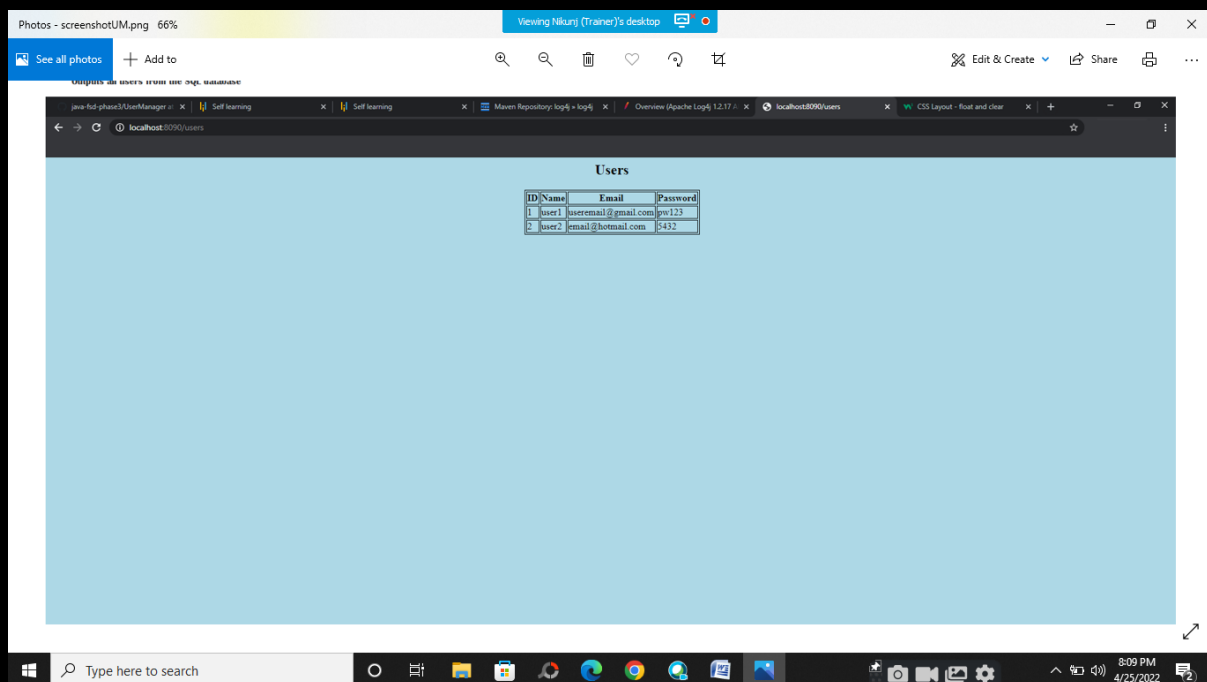 Photos - screenshotUM.png 66%
Viewing Nikunj (Trainer)'s desktop
See all photos
Add to
Edit & Create
Share
Outputs all users from the SQL database
java-fsd-phase3/UserManager at
Self learning
Self learning
Maven Repository: log4j » log4j
Overview (Apache Log4j 1.2.17 A
localhost:8090/users
CSS Layout - float and clear
localhost:8090/users
Users
ID Name Email Password
1 user1 useremail@gmail.com pw123
2 user2 email@hotmail.com 5432
Type here to search
8:09 PM
4/25/2022
2